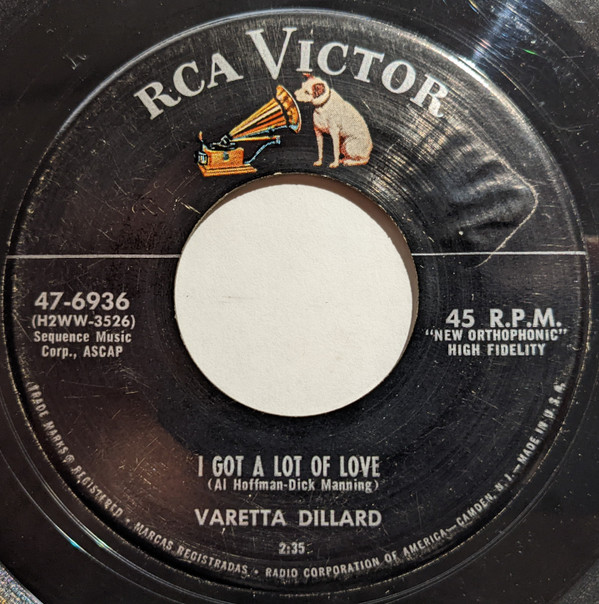 RCA VICTOR
47-6936
(H2WW-3526)
Sequence Music
Corp., ASCAP
45 R.P.M.
"NEW ORTHOPHONIC"
HIGH FIDELITY
I GOT A LOT OF LOVE
(Al Hoffman-Dick Manning)
VARETTA DILLARD
2:35
TRADE MARKS ® REGISTERED • MARCAS REGISTRADAS • RADIO CORPORATION OF AMERICA—CAMDEN, N. J.—MADE IN U.S.A.